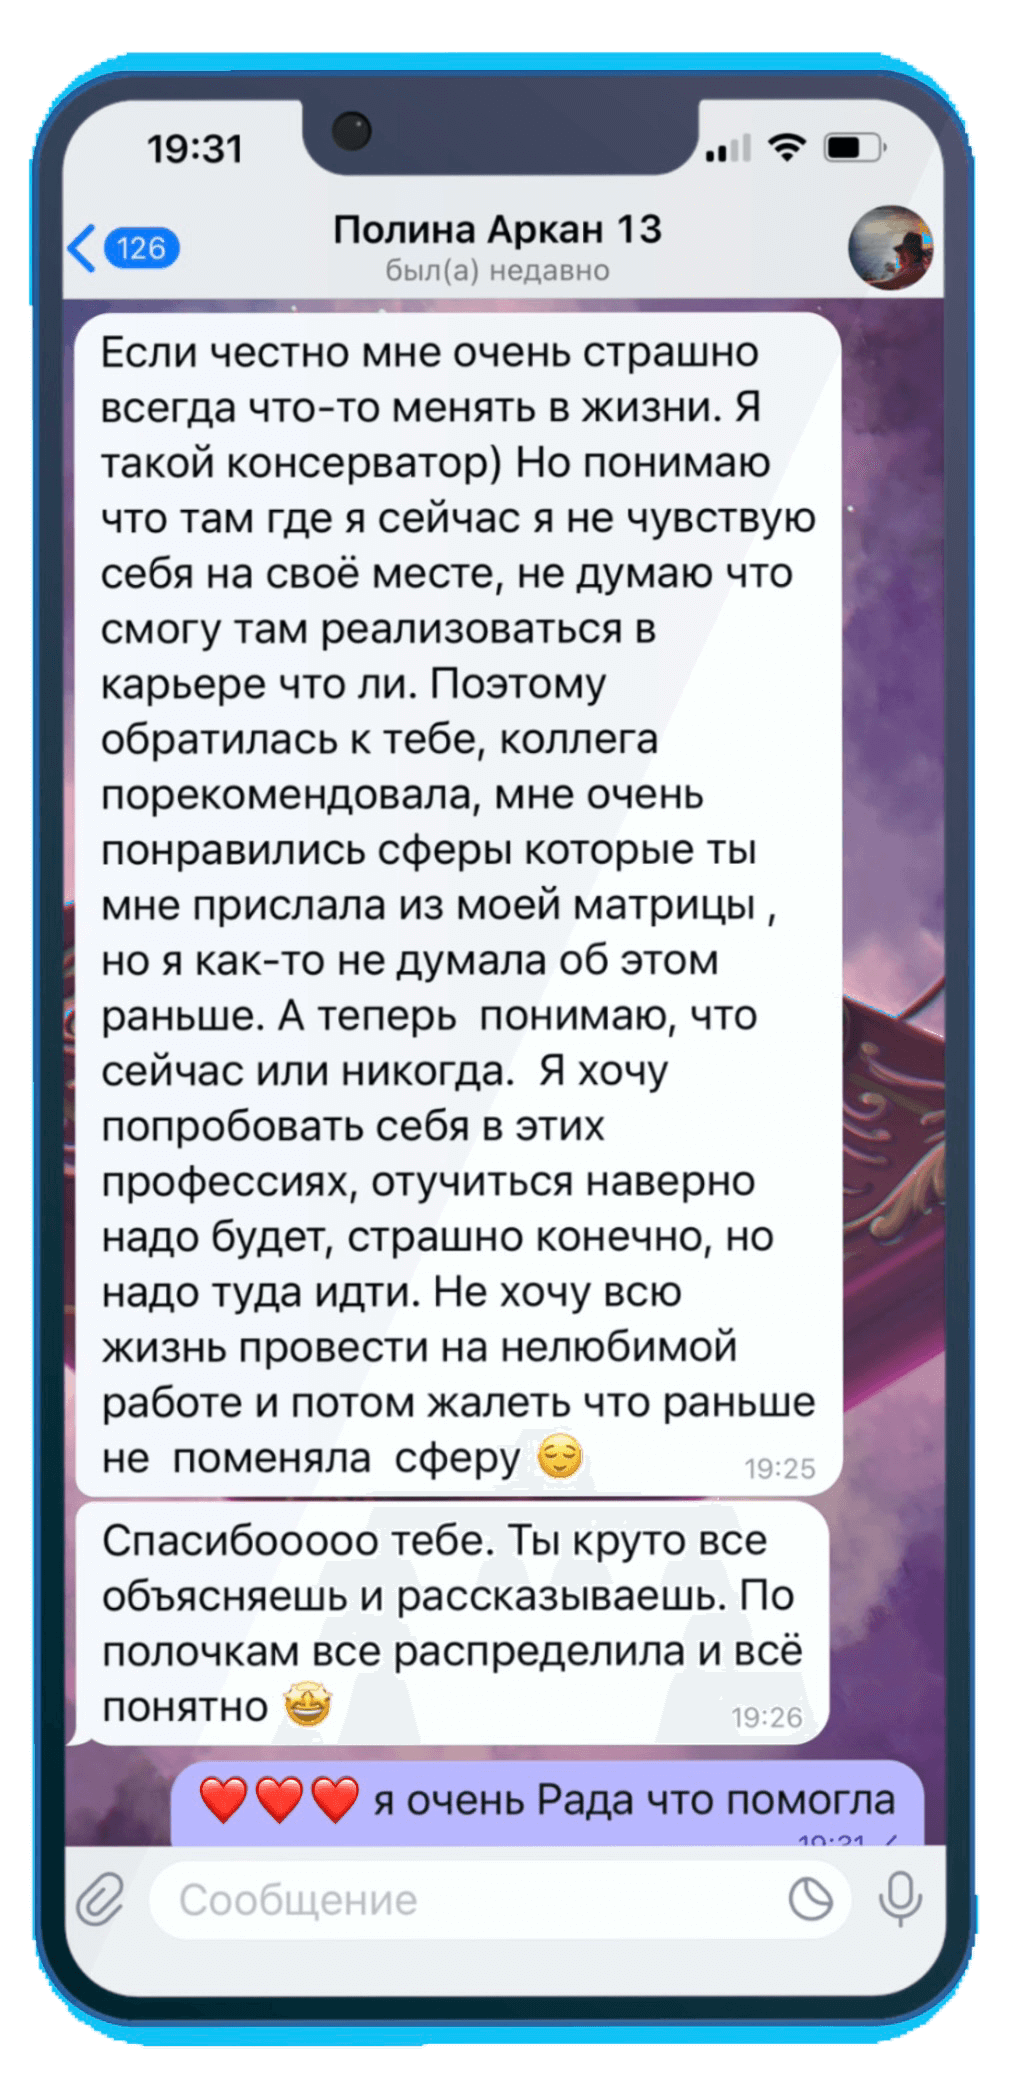 19:31
126
Полина Аркан 13
был(а) недавно
Если честно мне очень страшно
всегда что-то менять в жизни. Я
такой консерватор) Но понимаю
что там где я сейчас я не чувствую
себя на своё месте, не думаю что
смогу там реализоваться в
карьере что ли. Поэтому
обратилась к тебе, коллега
порекомендовала, мне очень
понравились сферы которые ты
мне прислала из моей матрицы ,
но я как-то не думала об этом
раньше. А теперь  понимаю, что
сейчас или никогда.  Я хочу
попробовать себя в этих
профессиях, отучиться наверно
надо будет, страшно конечно, но
надо туда идти. Не хочу всю
жизнь провести на нелюбимой
работе и потом жалеть что раньше
не  поменяла  сферу 😌
19:25
Спасибооооо тебе. Ты круто все
объясняешь и рассказываешь. По
полочкам все распределила и всё
понятно 🤩
19:26
❤️❤️❤️ я очень Рада что помогла
Сообщение